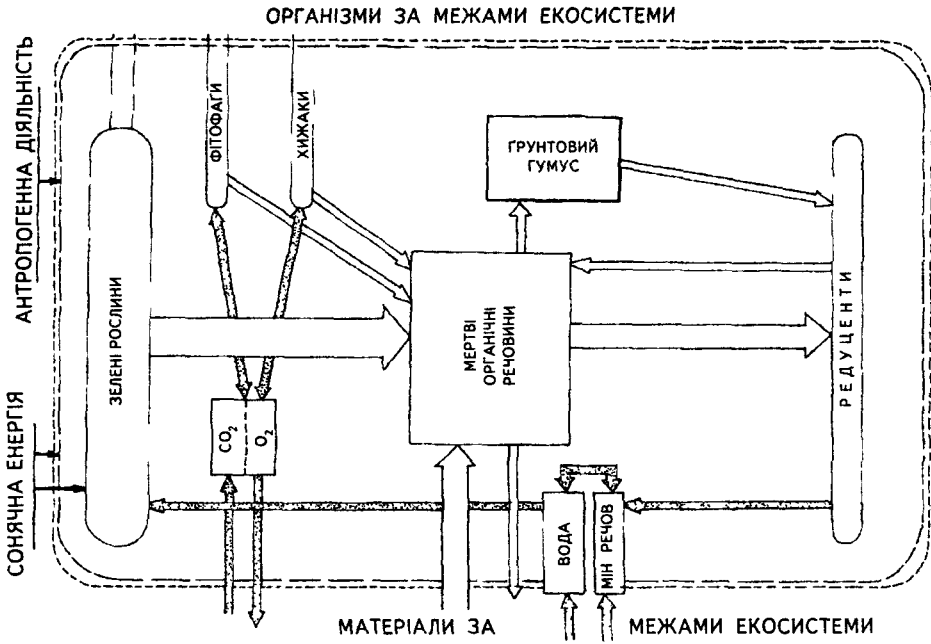 ОРГАНІЗМИ ЗА МЕЖАМИ ЕКОСИСТЕМИ
АНТРОПОГЕННА ДІЯЛЬНІСТЬ
СОНЯЧНА ЕНЕРГІЯ
ЗЕЛЕНІ РОСЛИНИ
ФІТОФАГИ
ХИЖАКИ
ҐРУНТОВИЙ
ГУМУС
МЕРТВІ
ОРГАНІЧНІ
РЕЧОВИНИ
РЕДУЦЕНТИ
CO2
O2
ВОДА
МІН РЕЧОВ
МАТЕРІАЛИ ЗА МЕЖАМИ ЕКОСИСТЕМИ